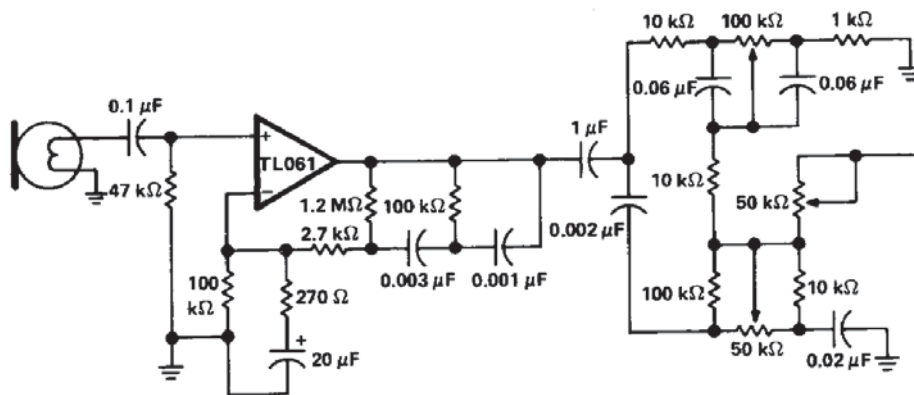 10 kΩ
100 kΩ
1 kΩ
0.06 μF
0.06 μF
0.1 μF
1 μF
+
TL061
−
47 kΩ
1.2 MΩ
100 kΩ
10 kΩ
50 kΩ
2.7 kΩ
0.002 μF
0.003 μF
0.001 μF
100
kΩ
270 Ω
100 kΩ
10 kΩ
+
20 μF
50 kΩ
0.02 μF